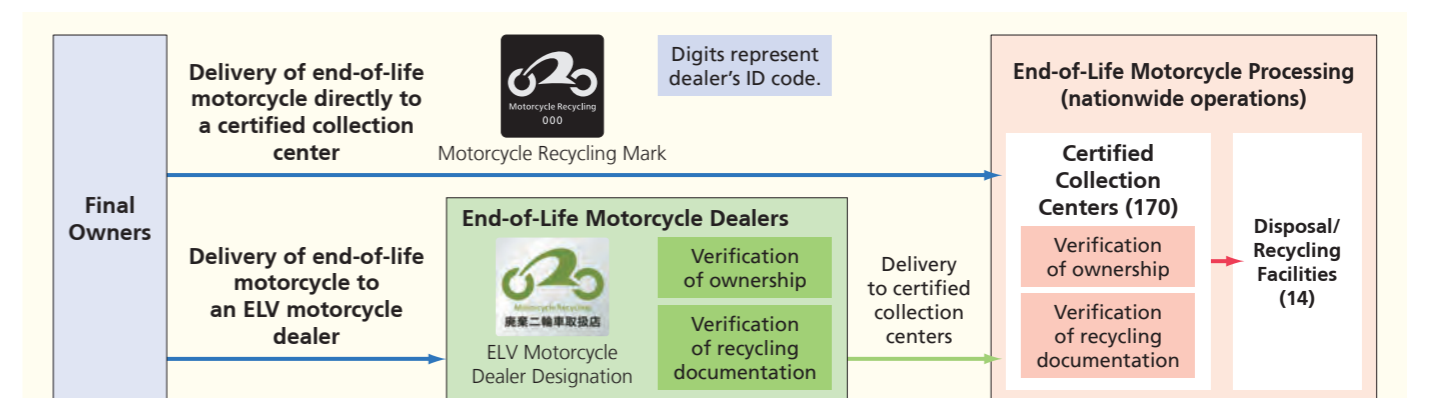 Final
Owners
Delivery of end-of-life
motorcycle directly to
a certified collection
center
Motorcycle Recycling
000
Motorcycle Recycling Mark
Digits represent
dealer's ID code.
Delivery of end-of-life
motorcycle to
an ELV motorcycle
dealer
End-of-Life Motorcycle Dealers
Motorcycle Recycling
廃棄二輪車取扱店
ELV Motorcycle
Dealer Designation
Verification
of ownership
Verification
of recycling
documentation
Delivery
to certified
collection
centers
End-of-Life Motorcycle Processing
(nationwide operations)
Certified
Collection
Centers (170)
Verification
of ownership
Verification
of recycling
documentation
Disposal/
Recycling
Facilities
(14)